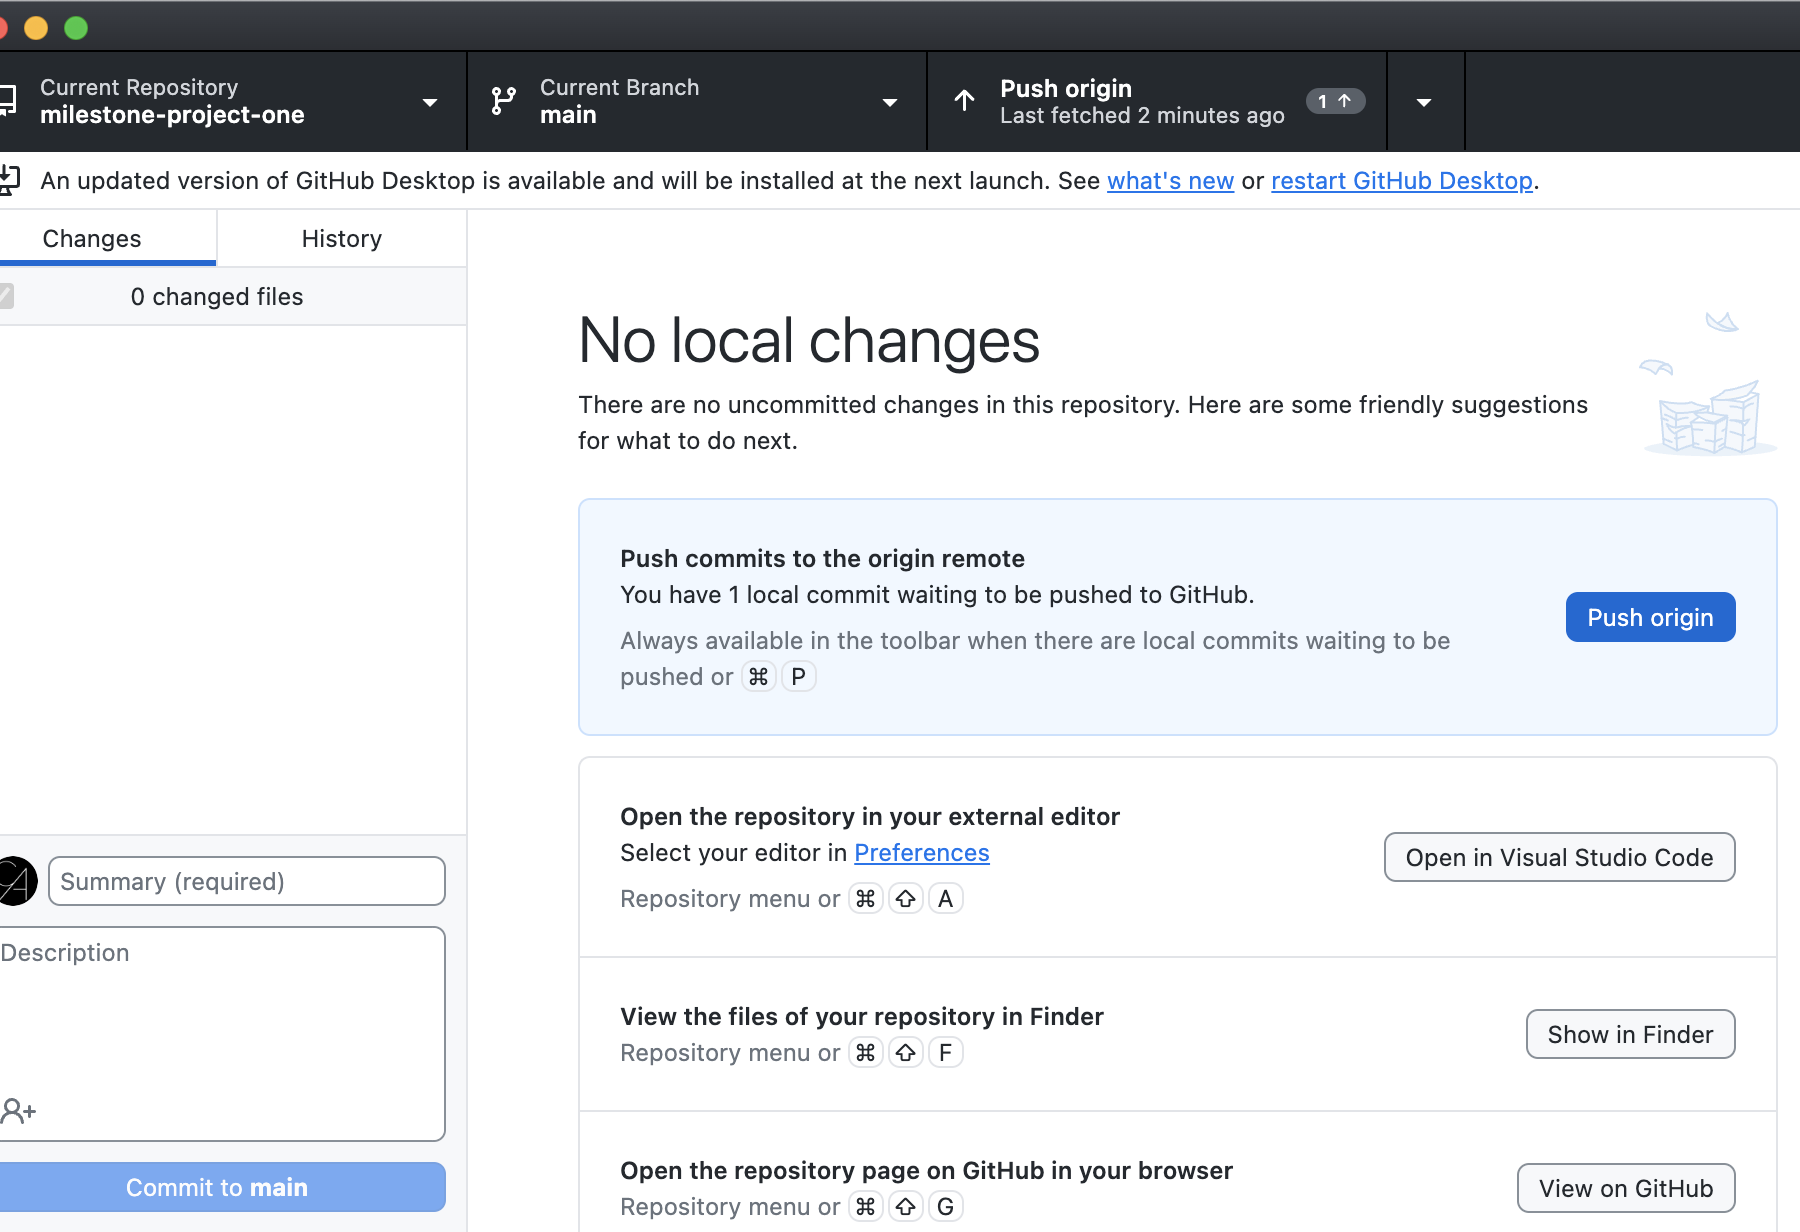 Current Repository
milestone-project-one
Current Branch
main
Push origin
Last fetched 2 minutes ago
1 ↑
An updated version of GitHub Desktop is available and will be installed at the next launch. See what's new or restart GitHub Desktop.
Changes
History
0 changed files
No local changes
There are no uncommitted changes in this repository. Here are some friendly suggestions
for what to do next.
Push commits to the origin remote
You have 1 local commit waiting to be pushed to GitHub.
Always available in the toolbar when there are local commits waiting to be
pushed or ⌘ P
Push origin
Open the repository in your external editor
Select your editor in Preferences
Repository menu or ⌘ ⇧ A
Open in Visual Studio Code
View the files of your repository in Finder
Repository menu or ⌘ ⇧ F
Show in Finder
Open the repository page on GitHub in your browser
Repository menu or ⌘ ⇧ G
View on GitHub
Summary (required)
Description
Commit to main